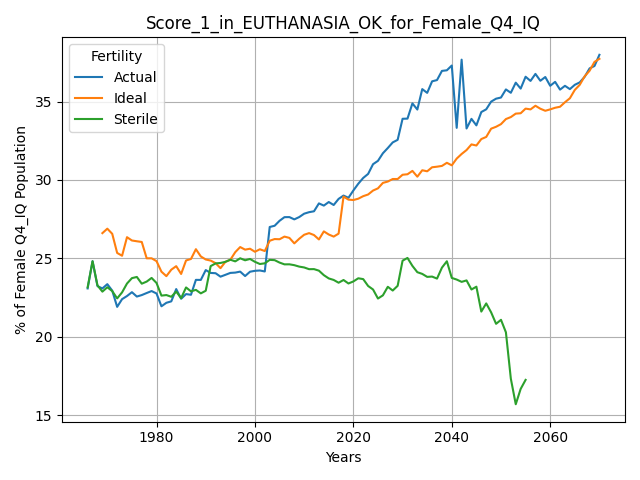 Score_1_in_EUTHANASIA_OK_for_Female_Q4_IQ
Fertility
Actual
Ideal
Sterile
% of Female Q4_IQ Population
35
30
25
20
15
1980
2000
2020
2040
2060
Years